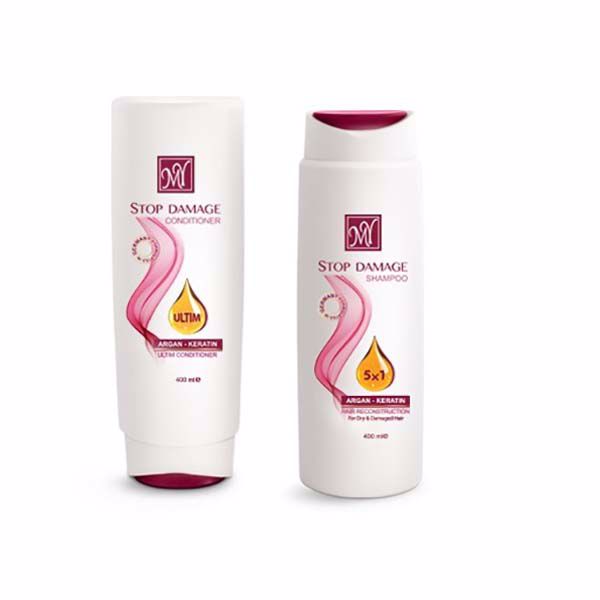 MY
STOP DAMAGE
CONDITIONER
ULTIM
ARGAN - KERATIN
ULTIM CONDITIONER
400 ml e
MY
STOP DAMAGE
SHAMPOO
5x1
ARGAN - KERATIN
HAIR RECONSTRUCTION
For Dry & Damaged Hair
400 ml e